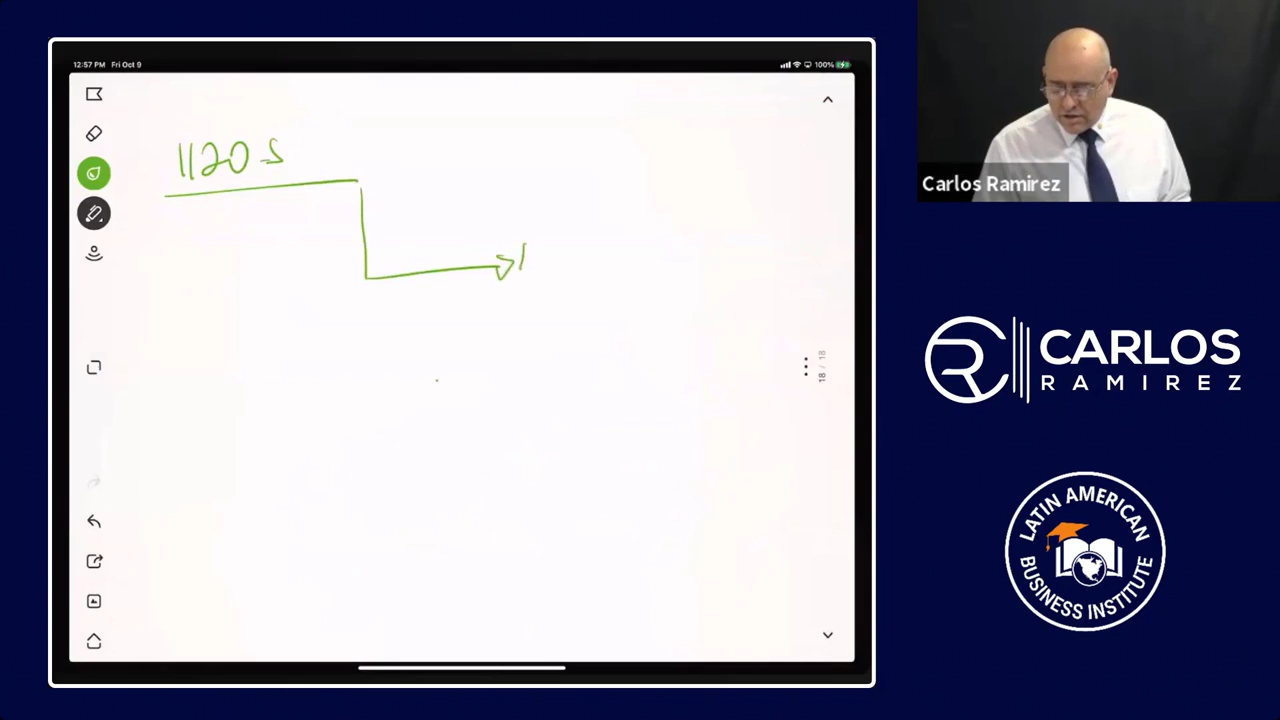 12:57 PM Fri Oct 9
100%
1120 S
18 / 18
Carlos Ramirez
CARLOS
RAMIREZ
LATIN AMERICAN
BUSINESS INSTITUTE